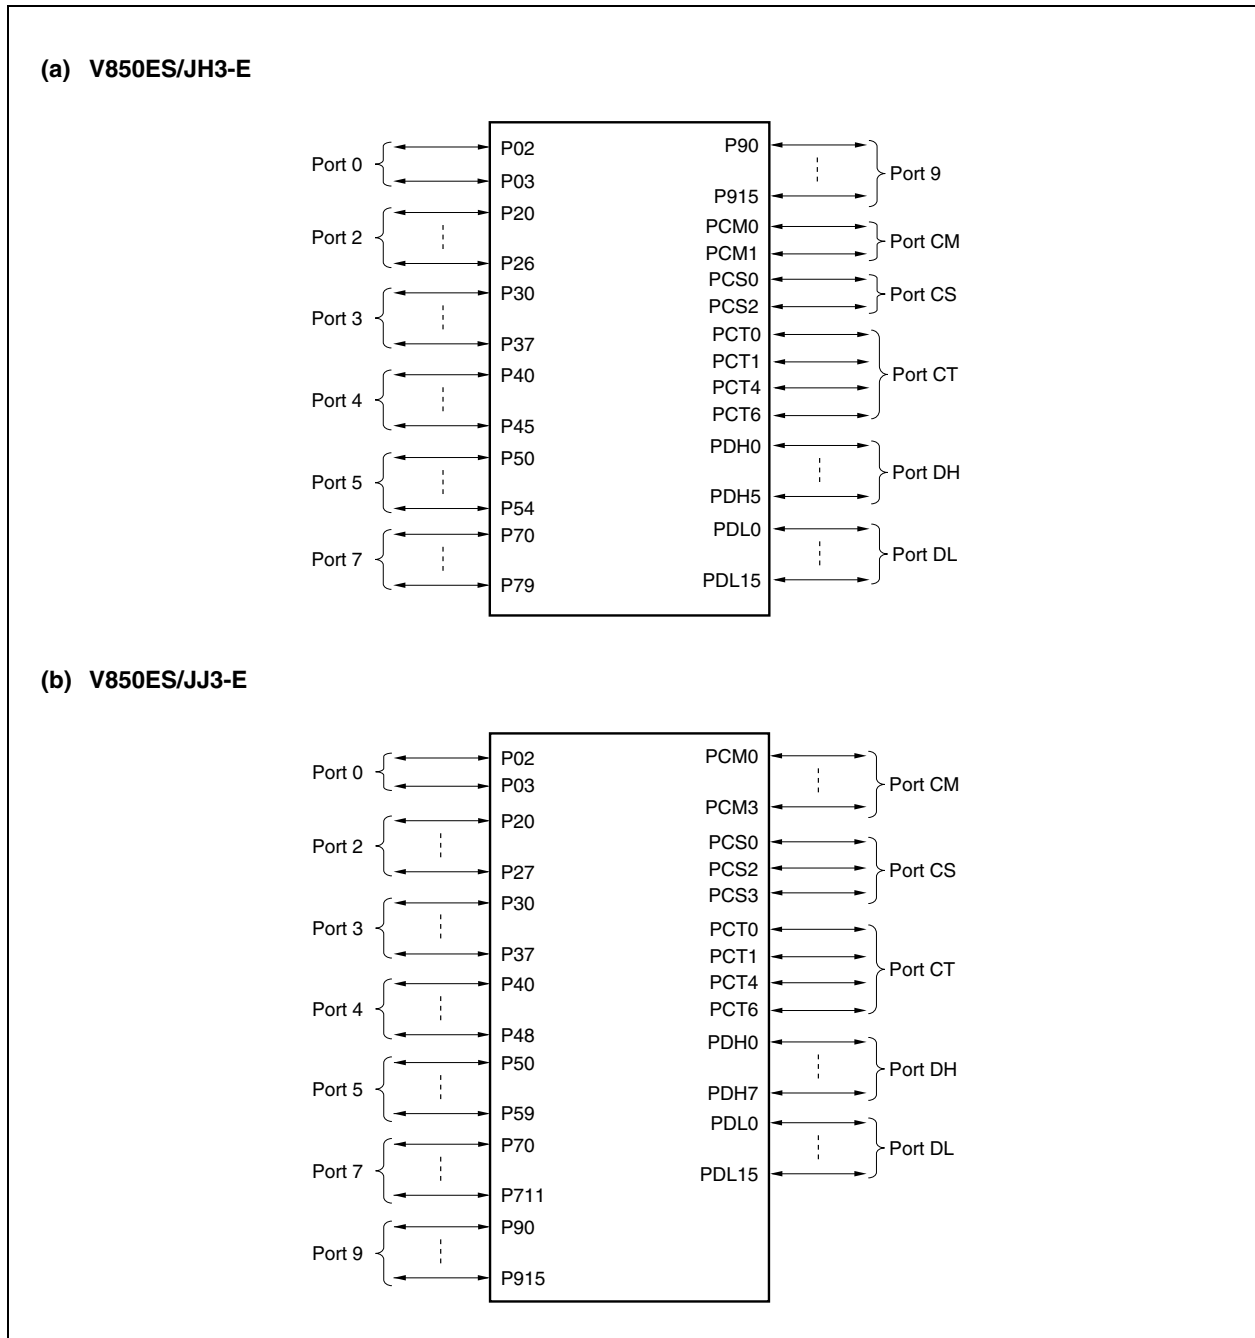 (a) V850ES/JH3-E
Port 0
P02
P03
Port 2
P20
P26
Port 3
P30
P37
Port 4
P40
P45
Port 5
P50
P54
Port 7
P70
P79
P90
P915
Port 9
PCM0
PCM1
Port CM
PCS0
PCS2
Port CS
PCT0
PCT1
PCT4
PCT6
Port CT
PDH0
PDH5
Port DH
PDL0
PDL15
Port DL
(b) V850ES/JJ3-E
Port 0
P02
P03
Port 2
P20
P27
Port 3
P30
P37
Port 4
P40
P48
Port 5
P50
P59
Port 7
P70
P711
Port 9
P90
P915
PCM0
PCM3
Port CM
PCS0
PCS2
PCS3
Port CS
PCT0
PCT1
PCT4
PCT6
Port CT
PDH0
PDH7
Port DH
PDL0
PDL15
Port DL